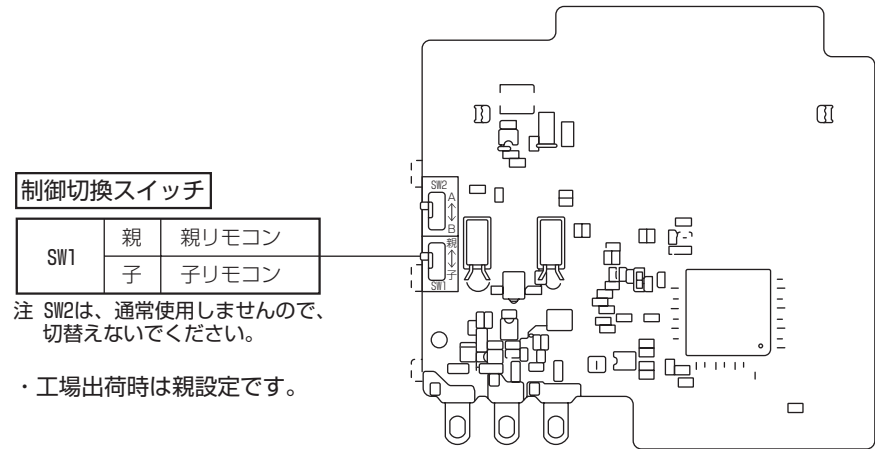 制御切換スイッチ
SW1 親 親リモコン
子 子リモコン
注 SW2は、通常使用しませんので、
切替えないでください。
・工場出荷時は親設定です。
SW2
A
B
親
子
SW1